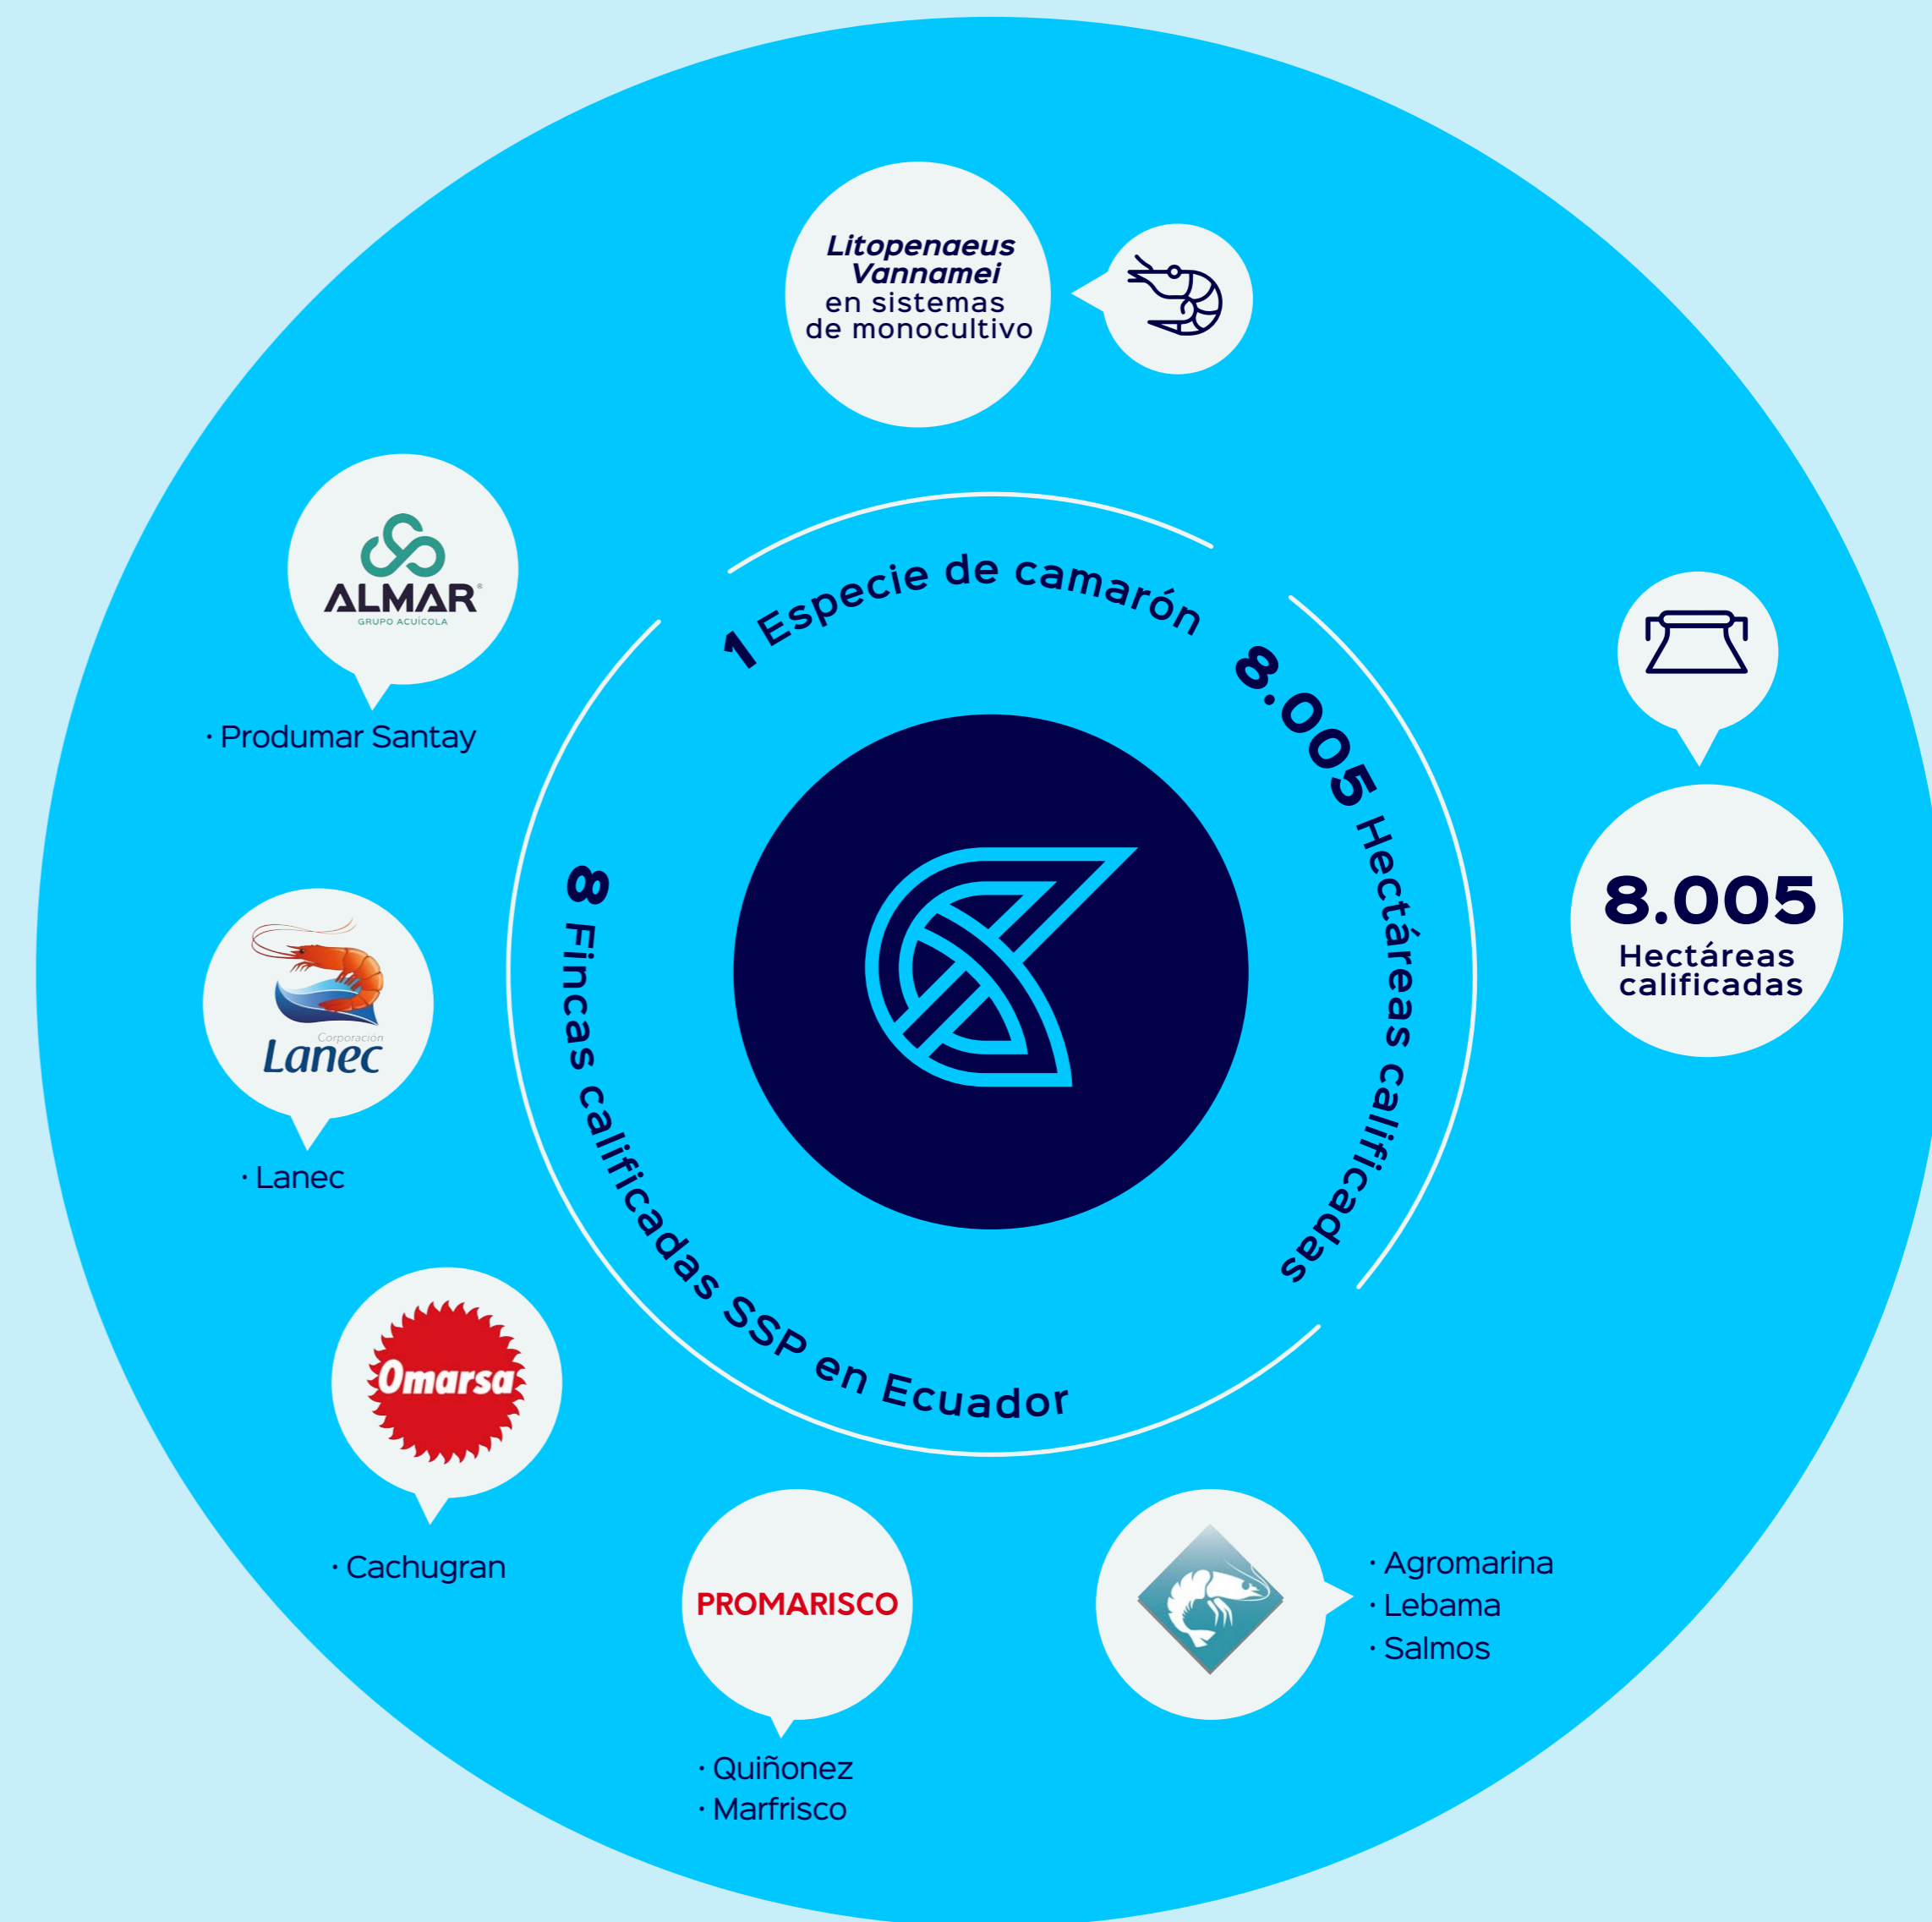 Litopenaeus
Vannamei
en sistemas
de monocultivo
ALMAR®
GRUPO ACUÍCOLA
· Produmar Santay
1 Especie de camarón
8.005 Hectáreas calificadas
8 Fincas calificadas SSP en Ecuador
8.005
Hectáreas
calificadas
Corporación
Lanec
· Lanec
Omarsa
· Cachugran
PROMARISCO
· Quiñonez
· Marfrisco
· Agromarina
· Lebama
· Salmos